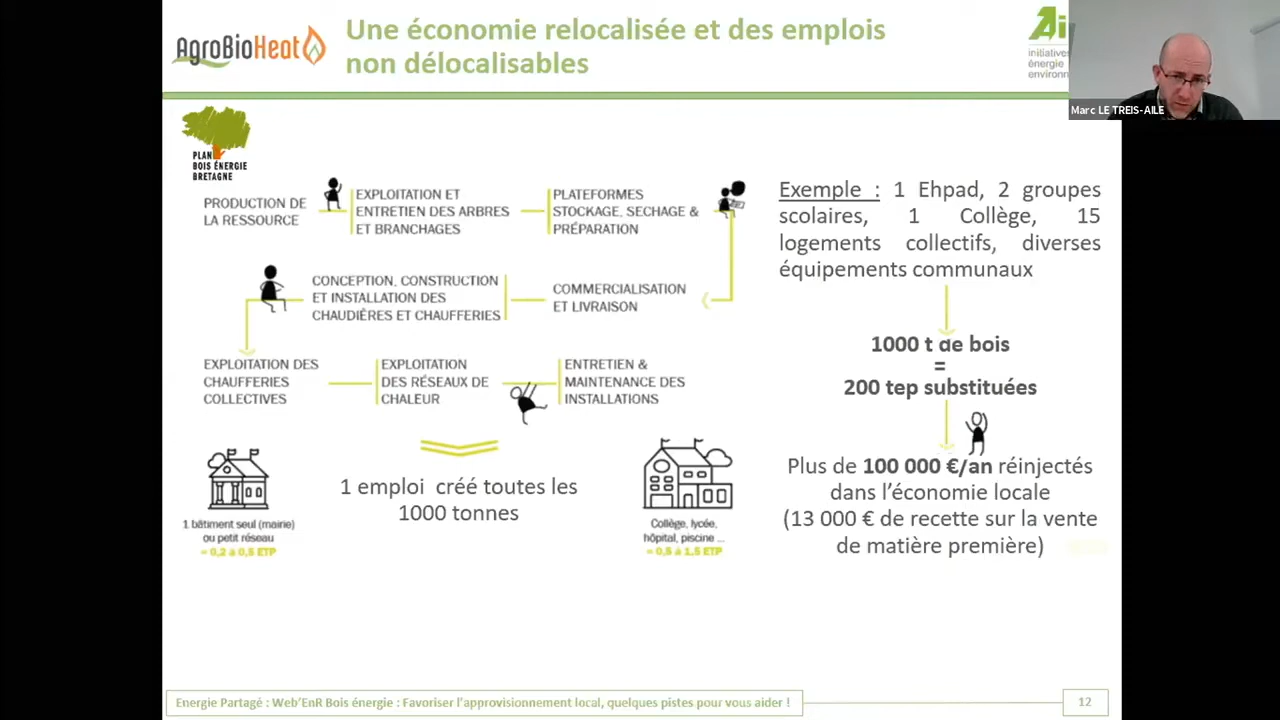 AgroBioHeat
Une économie relocalisée et des emplois
non délocalisables
Ai
initiatives
énergie
environn
Marc LE TREIS-AILE
PLAN
BOIS ÉNERGIE
BRETAGNE
PRODUCTION DE
LA RESSOURCE
EXPLOITATION ET
ENTRETIEN DES ARBRES
ET BRANCHAGES
PLATEFORMES
STOCKAGE, SECHAGE &
PRÉPARATION
CONCEPTION, CONSTRUCTION
ET INSTALLATION DES
CHAUDIÈRES ET CHAUFFERIES
COMMERCIALISATION
ET LIVRAISON
EXPLOITATION DES
CHAUFFERIES
COLLECTIVES
EXPLOITATION
DES RÉSEAUX DE
CHALEUR
ENTRETIEN &
MAINTENANCE DES
INSTALLATIONS
1 bâtiment seul (mairie)
ou petit réseau
= 0,2 à 0,5 ETP
1 emploi créé toutes les
1000 tonnes
Collège, lycée,
hôpital, piscine ...
= 0,5 à 1,5 ETP
Exemple : 1 Ehpad, 2 groupes
scolaires, 1 Collège, 15
logements collectifs, diverses
équipements communaux
1000 t de bois
=
200 tep substituées
Plus de 100 000 €/an réinjectés
dans l'économie locale
(13 000 € de recette sur la vente
de matière première)
Energie Partagé : Web'EnR Bois énergie : Favoriser l'approvisionnement local, quelques pistes pour vous aider !
12